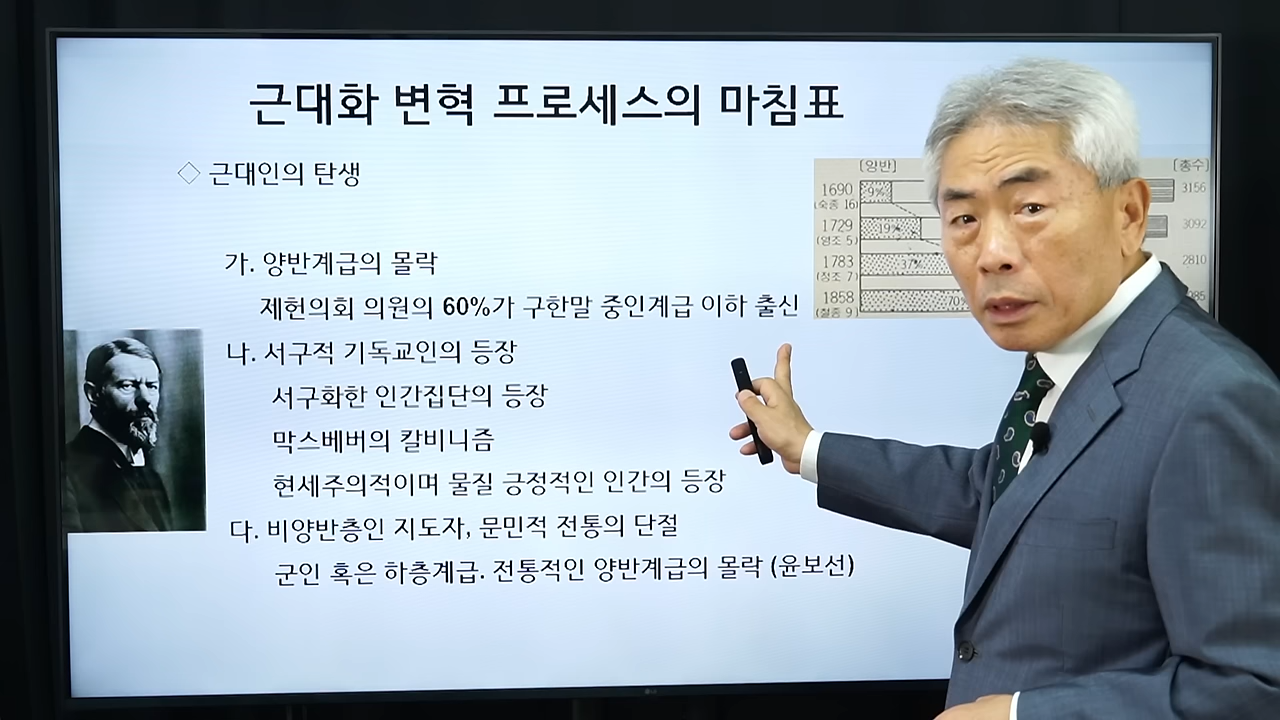 근대화 변혁 프로세스의 마침표
◇ 근대인의 탄생
가. 양반계급의 몰락
제헌의회 의원의 60%가 구한말 중인계급 이하 출신
나. 서구적 기독교인의 등장
서구화한 인간집단의 등장
막스베버의 칼비니즘
현세주의적이며 물질 긍정적인 인간의 등장
다. 비양반층인 지도자, 문민적 전통의 단절
군인 혹은 하층계급. 전통적인 양반계급의 몰락 (윤보선)
[양반] [총수]
1690 9% 3156
(숙종 16)
1729 19% 3092
(영조 5)
1783 37% 2810
(정조 7)
1858 70%
(철종 9)
LG